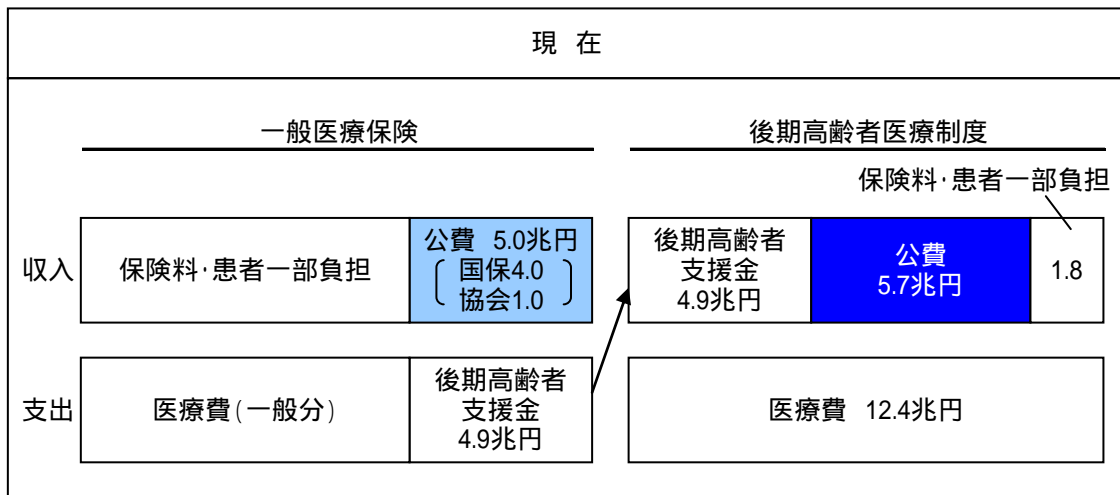 現 在
一般医療保険
後期高齢者医療制度
保険料・患者一部負担
収入
保険料・患者一部負担
公費 5.0兆円
国保4.0
協会1.0
後期高齢者
支援金
4.9兆円
公費
5.7兆円
1.8
支出
医療費(一般分)
後期高齢者
支援金
4.9兆円
医療費 12.4兆円